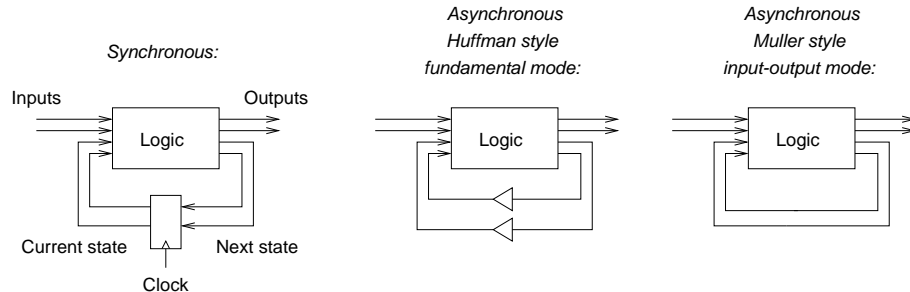 Synchronous:
Inputs
Outputs
Logic
Current state
Next state
Clock
Asynchronous
Huffman style
fundamental mode:
Logic
Asynchronous
Muller style
input-output mode:
Logic